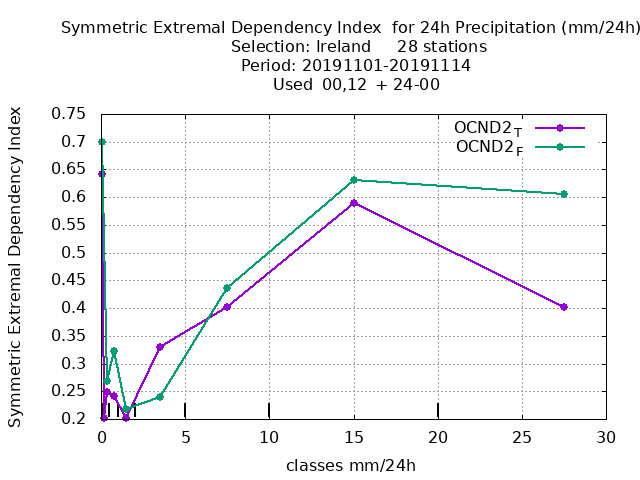 Symmetric Extremal Dependency Index  for 24h Precipitation (mm/24h)
Selection: Ireland     28 stations
Period: 20191101-20191114
Used  00,12  + 24-00
OCND2T
OCND2F
0.75
0.7
0.65
0.6
0.55
0.5
0.45
0.4
0.35
0.3
0.25
0.2
Symmetric Extremal Dependency Index
0 5 10 15 20 25 30
classes mm/24h